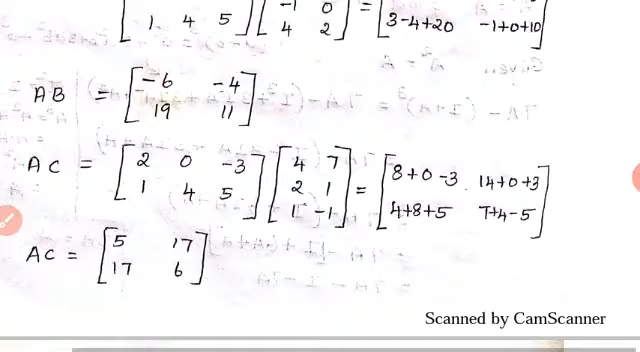 [ 1 4 5 ] [ -1 0 / 4 2 ] = [ 3-4+20 -1+0+10 ]
AB = [ -6 -4 / 19 11 ]
AC = [ 2 0 -3 / 1 4 5 ] [ 4 7 / 2 1 / 1 -1 ] = [ 8+0-3 14+0+3 / 4+8+5 7+4-5 ]
AC = [ 5 17 / 17 6 ]
Scanned by CamScanner